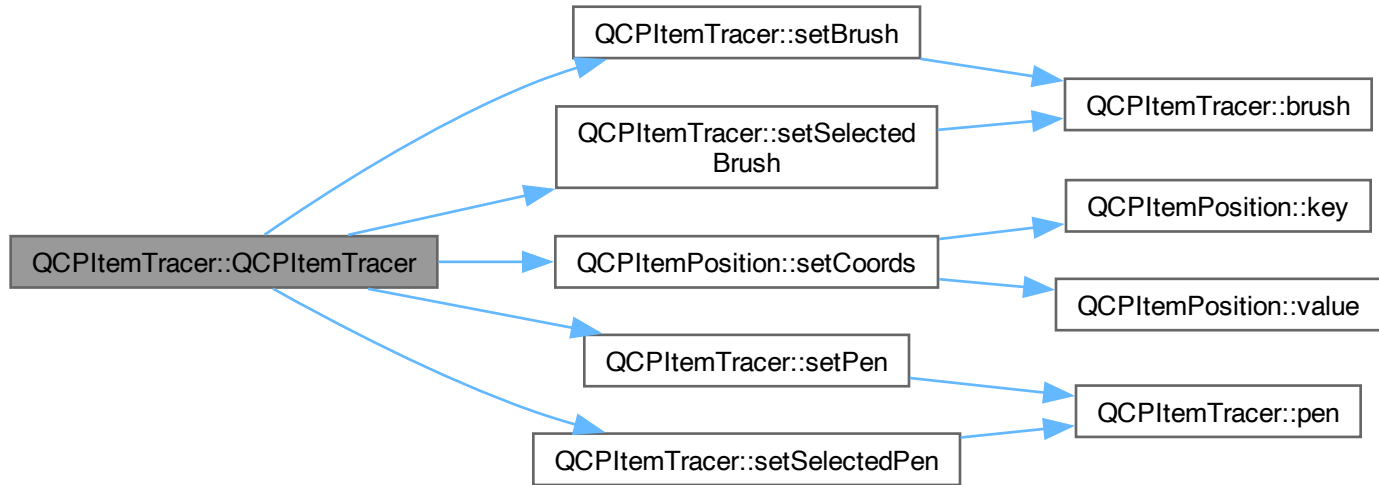 QCPItemTracer::QCPItemTracer
QCPItemTracer::setBrush
QCPItemTracer::setSelected
Brush
QCPItemPosition::setCoords
QCPItemTracer::setPen
QCPItemTracer::setSelectedPen
QCPItemTracer::brush
QCPItemPosition::key
QCPItemPosition::value
QCPItemTracer::pen